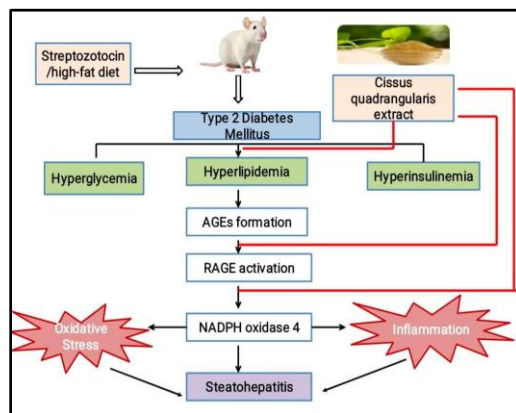 Streptozotocin
/high-fat diet
Cissus
quadrangularis
extract
Type 2 Diabetes
Mellitus
Hyperglycemia
Hyperlipidemia
Hyperinsulinemia
AGEs formation
RAGE activation
Oxidative
Stress
NADPH oxidase 4
Inflammation
Steatohepatitis